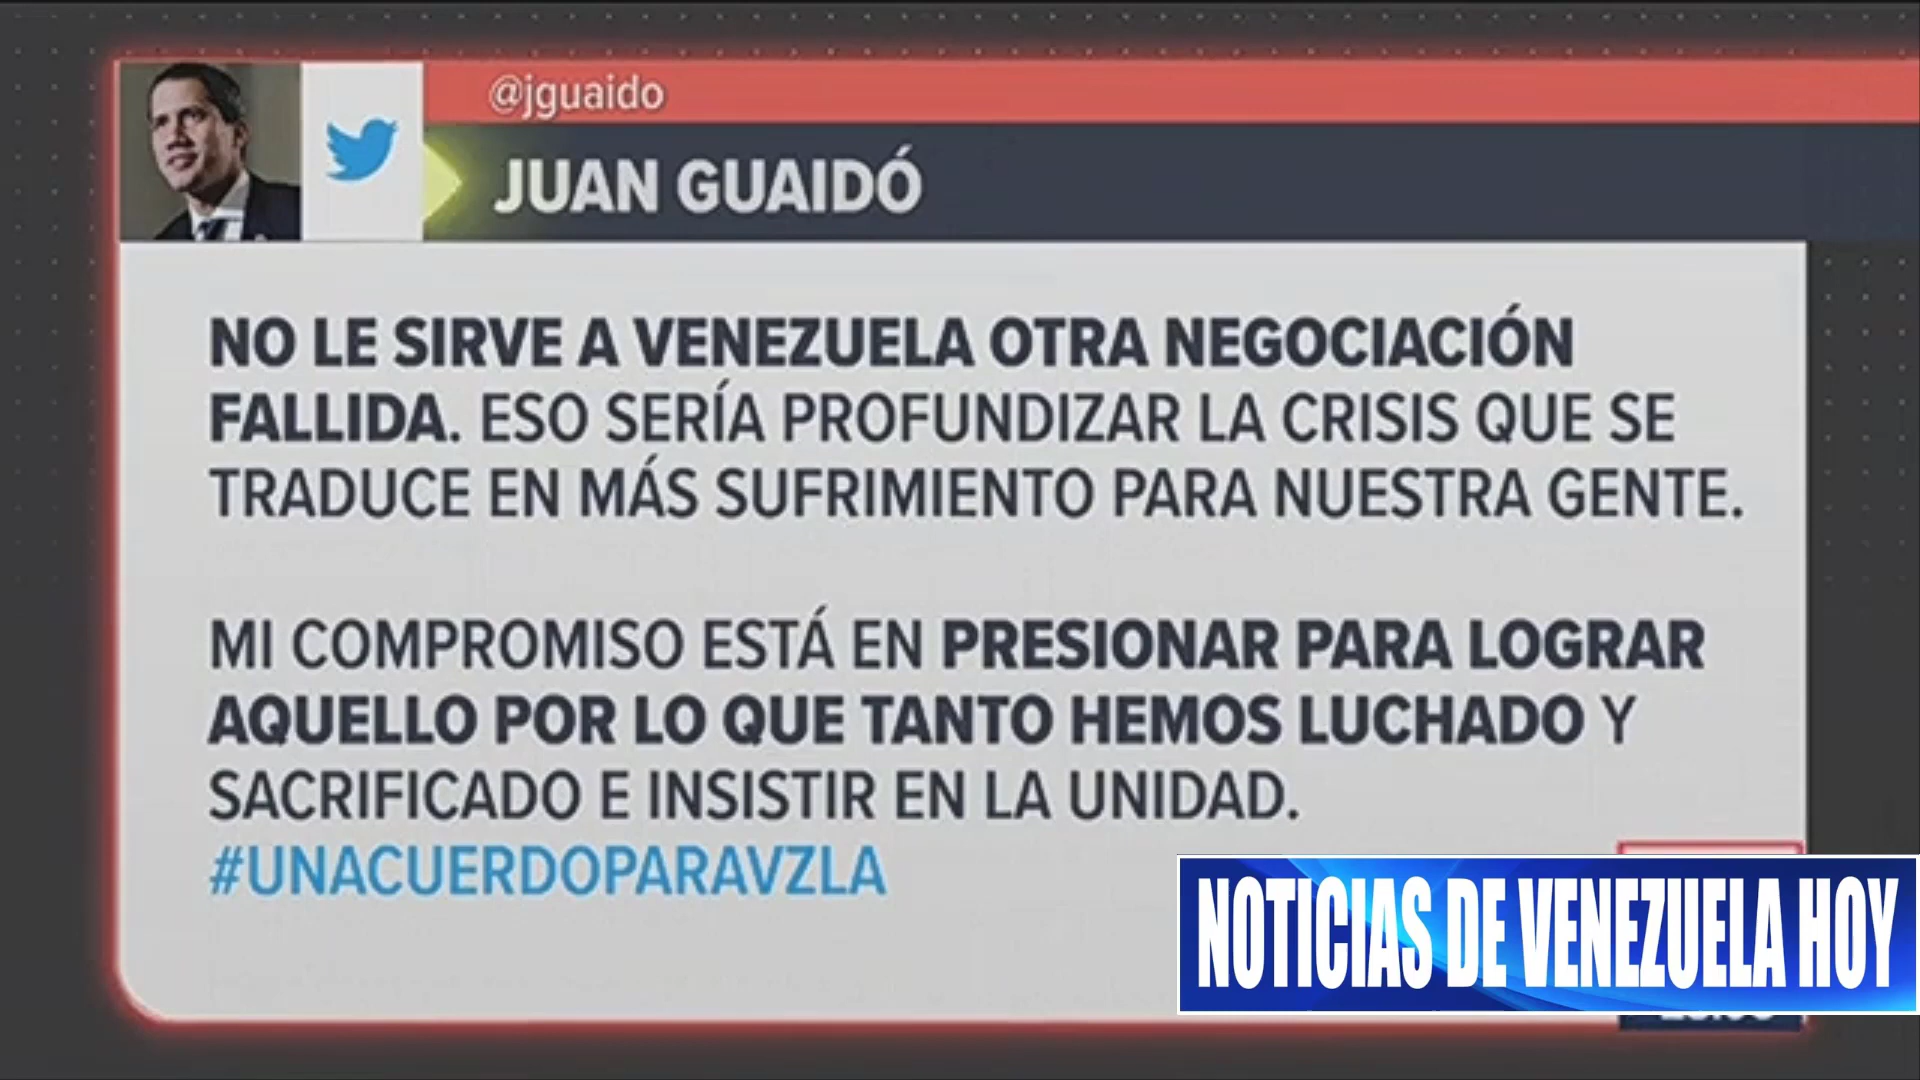 @jguaido
JUAN GUAIDÓ
NO LE SIRVE A VENEZUELA OTRA NEGOCIACIÓN
FALLIDA. ESO SERÍA PROFUNDIZAR LA CRISIS QUE SE
TRADUCE EN MÁS SUFRIMIENTO PARA NUESTRA GENTE.
MI COMPROMISO ESTÁ EN PRESIONAR PARA LOGRAR
AQUELLO POR LO QUE TANTO HEMOS LUCHADO Y
SACRIFICADO E INSISTIR EN LA UNIDAD.
#UNACUERDOPARAVZLA
NOTICIAS DE VENEZUELA HOY